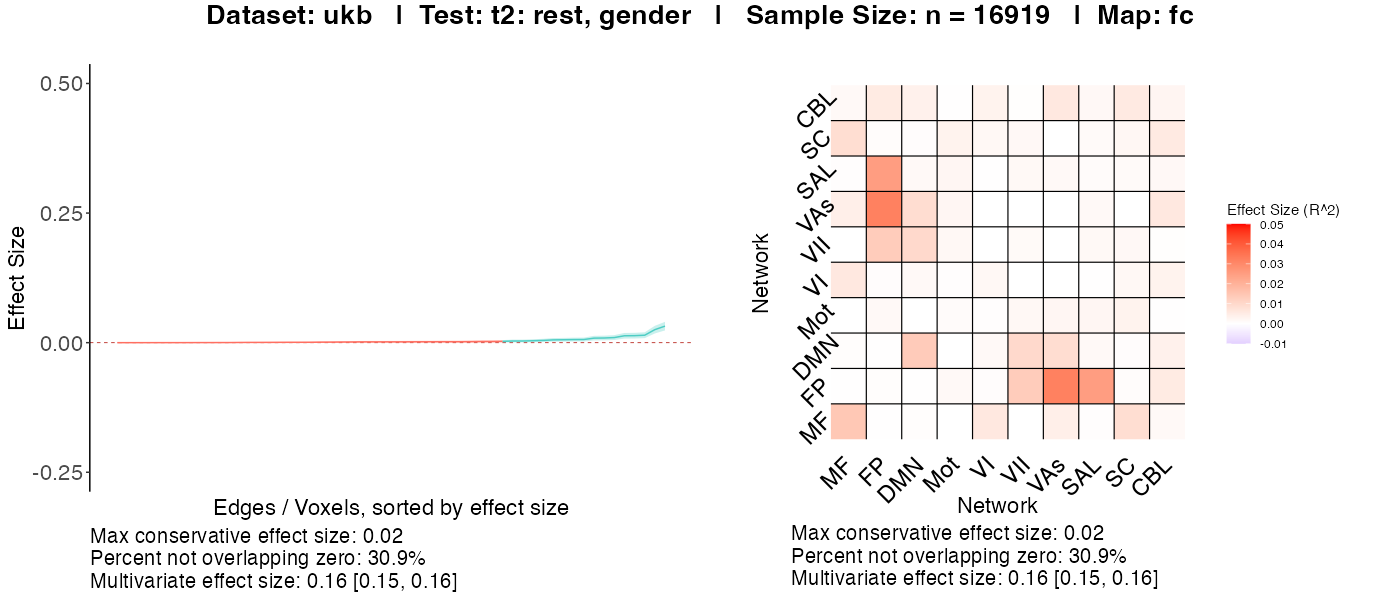 Dataset: ukb | Test: t2: rest, gender | Sample Size: n = 16919 | Map: fc
0.50
0.25
0.00
-0.25
Effect Size
Edges / Voxels, sorted by effect size
Max conservative effect size: 0.02
Percent not overlapping zero: 30.9%
Multivariate effect size: 0.16 [0.15, 0.16]
Network
CBL
SC
SAL
VAs
VII
VI
Mot
DMN
FP
MF
MF FP DMN Mot VI VII VAs SAL SC CBL
Network
Max conservative effect size: 0.02
Percent not overlapping zero: 30.9%
Multivariate effect size: 0.16 [0.15, 0.16]
Effect Size (R^2)
0.05
0.04
0.03
0.02
0.01
0.00
-0.01